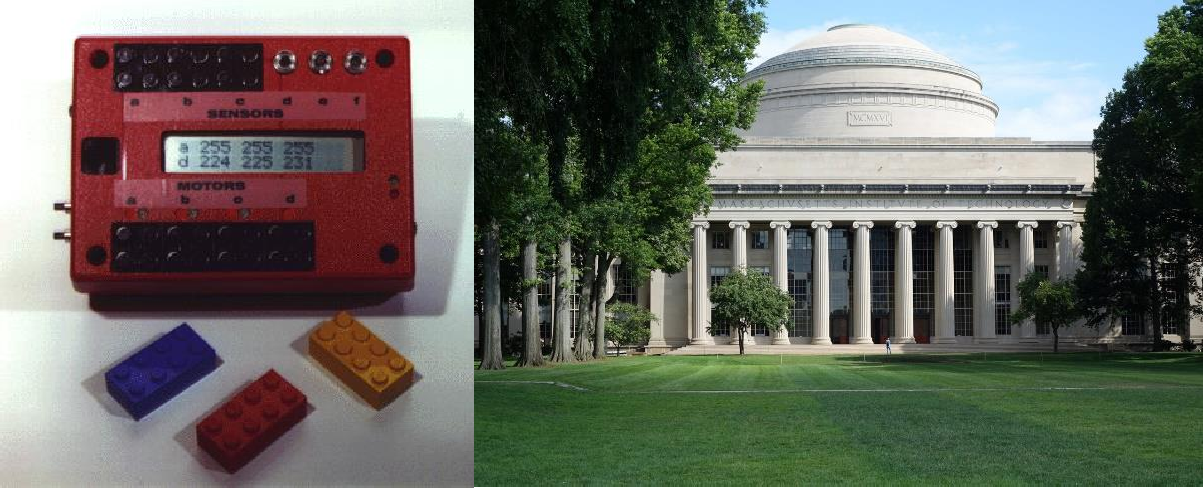 a b c d e f
SENSORS
a 255 255 255
d 224 225 231
MOTORS
a b c d
MCMXVI
MASSACHVSETTS INSTITVTE OF TECHNOLOGY